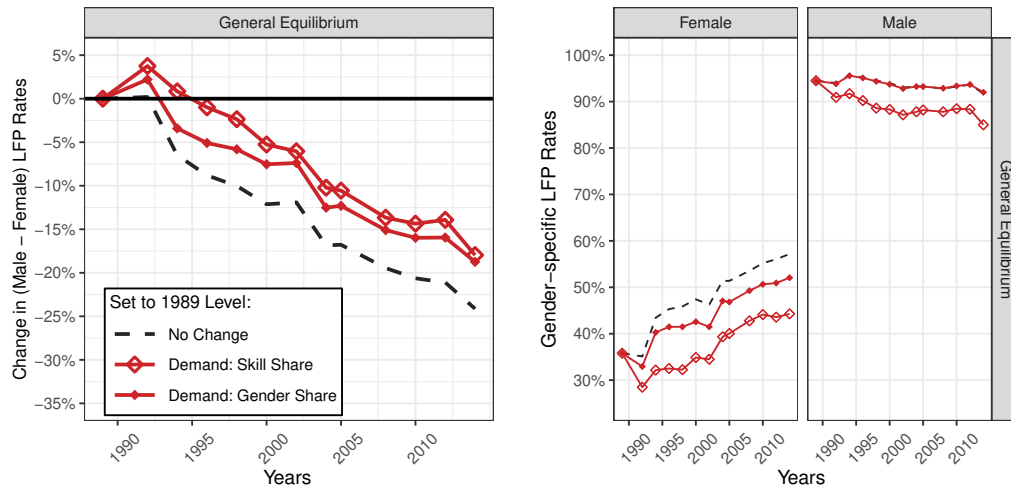 General Equilibrium
Change in (Male − Female) LFP Rates
5%
0%
−5%
−10%
−15%
−20%
−25%
−30%
−35%
Set to 1989 Level:
No Change
Demand: Skill Share
Demand: Gender Share
1990
1995
2000
2005
2010
Years
Female
Male
Gender−specific LFP Rates
100%
90%
80%
70%
60%
50%
40%
30%
General Equilibrium
1990
1995
2000
2005
2010
1990
1995
2000
2005
2010
Years